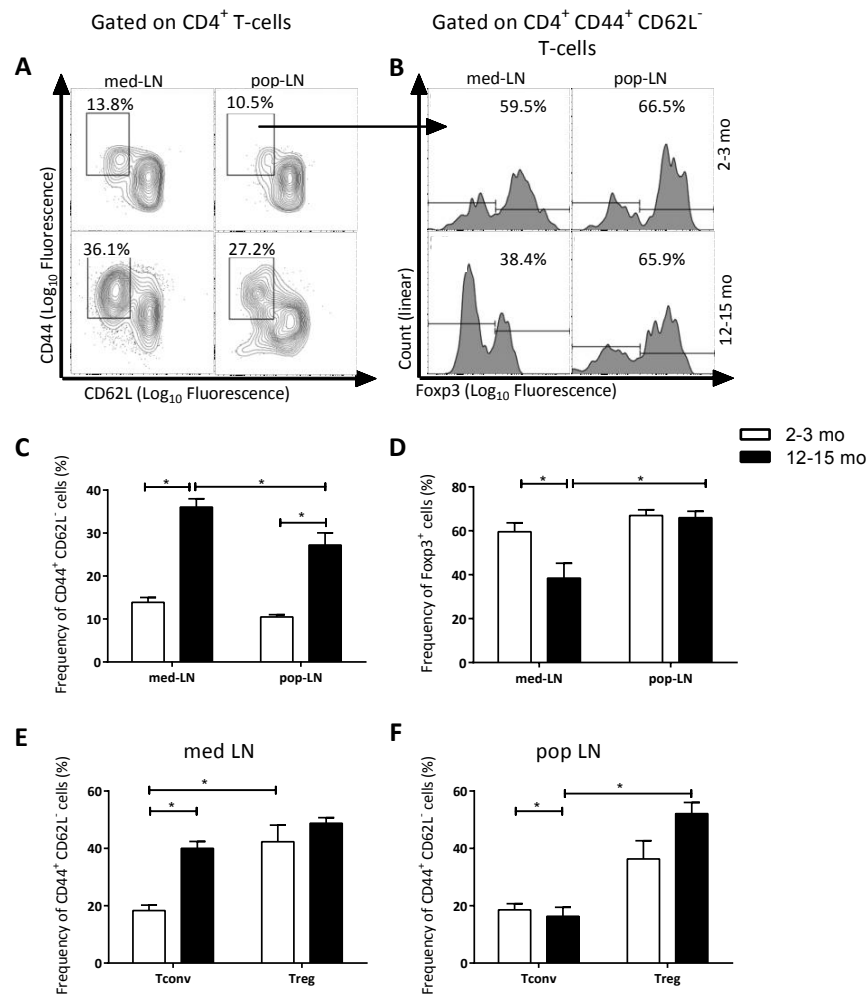 Gated on CD4⁺ T-cells
Gated on CD4⁺ CD44⁺ CD62L⁻
T-cells
A
med-LN
pop-LN
13.8%
10.5%
36.1%
27.2%
CD44 (Log₁₀ Fluorescence)
CD62L (Log₁₀ Fluorescence)
B
med-LN
pop-LN
59.5%
66.5%
2-3 mo
38.4%
65.9%
12-15 mo
Count (linear)
Foxp3 (Log₁₀ Fluorescence)
2-3 mo
12-15 mo
C
Frequency of CD44⁺ CD62L⁻ cells (%)
40
30
20
10
0
*
*
*
med-LN
pop-LN
D
Frequency of Foxp3⁺ cells (%)
80
60
40
20
0
*
*
med-LN
pop-LN
E
med LN
Frequency of CD44⁺ CD62L⁻ cells (%)
60
40
20
0
*
*
Tconv
Treg
F
pop LN
Frequency of CD44⁺ CD62L⁻ cells (%)
60
40
20
0
*
*
Tconv
Treg